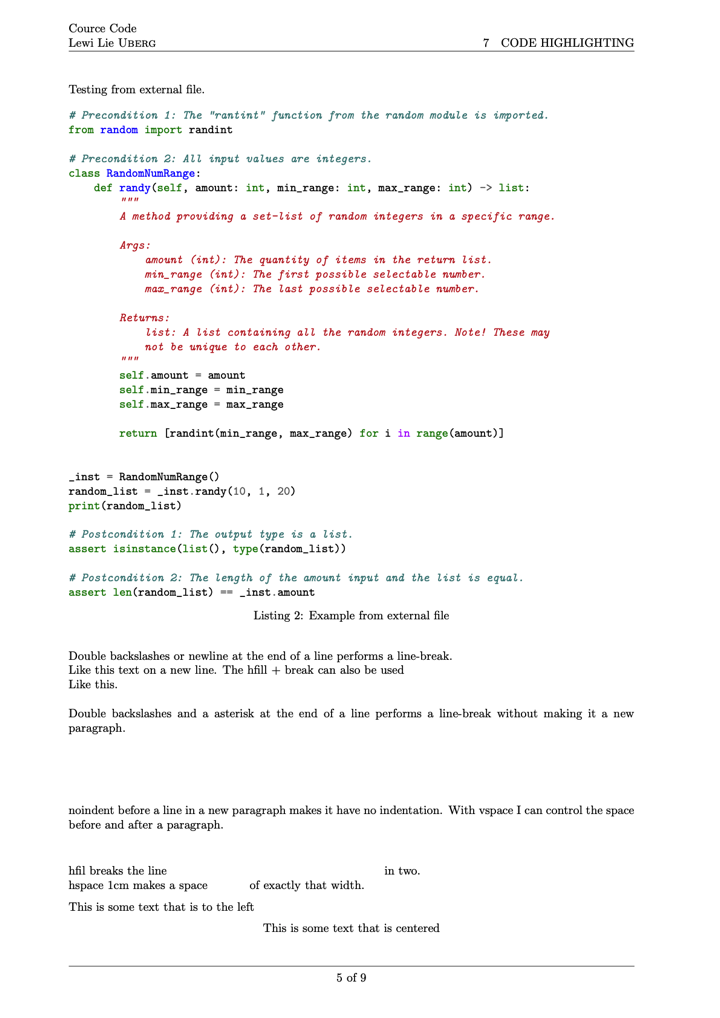 Cource Code
Lewi Lie UBERG
7 CODE HIGHLIGHTING
Testing from external file.
# Precondition 1: The "rantint" function from the random module is imported.
from random import randint
# Precondition 2: All input values are integers.
class RandomNumRange:
    def randy(self, amount: int, min_range: int, max_range: int) -> list:
        """
        A method providing a set-list of random integers in a specific range.
        Args:
            amount (int): The quantity of items in the return list.
            min_range (int): The first possible selectable number.
            max_range (int): The last possible selectable number.
        Returns:
            list: A list containing all the random integers. Note! These may
            not be unique to each other.
        """
        self.amount = amount
        self.min_range = min_range
        self.max_range = max_range
        return [randint(min_range, max_range) for i in range(amount)]
_inst = RandomNumRange()
random_list = _inst.randy(10, 1, 20)
print(random_list)
# Postcondition 1: The output type is a list.
assert isinstance(list(), type(random_list))
# Postcondition 2: The length of the amount input and the list is equal.
assert len(random_list) == _inst.amount
Listing 2: Example from external file
Double backslashes or newline at the end of a line performs a line-break.
Like this text on a new line. The hfill + break can also be used
Like this.
Double backslashes and a asterisk at the end of a line performs a line-break without making it a new
paragraph.
noindent before a line in a new paragraph makes it have no indentation. With vspace I can control the space
before and after a paragraph.
hfil breaks the line in two.
hspace 1cm makes a space of exactly that width.
This is some text that is to the left
This is some text that is centered
5 of 9